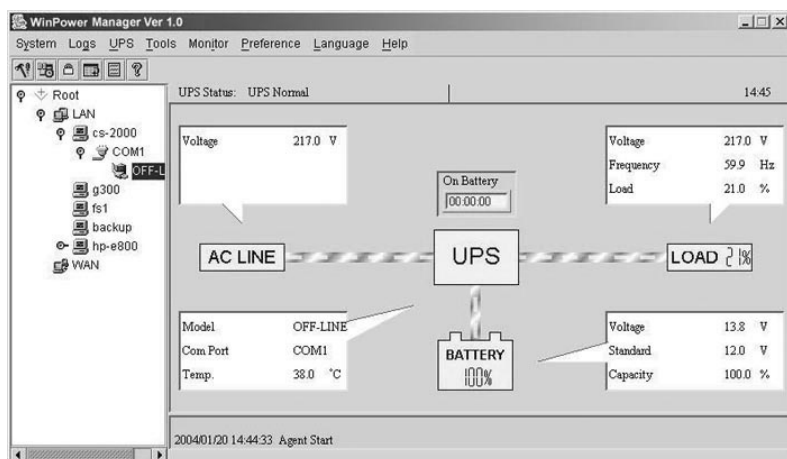 WinPower Manager Ver 1.0
System Logs UPS Tools Monitor Preference Language Help
Root
LAN
cs-2000
COM1
OFF-L
g300
fs1
backup
hp-e800
WAN
UPS Status: UPS Normal 14:45
Voltage 217.0 V
On Battery
00:00:00
Voltage 217.0 V
Frequency 59.9 Hz
Load 21.0 %
AC LINE
UPS
LOAD 21%
Model OFF-LINE
Com Port COM1
Temp. 38.0 °C
BATTERY
100%
Voltage 13.8 V
Standard 12.0 V
Capacity 100.0 %
2004/01/20 14:44:33 Agent Start